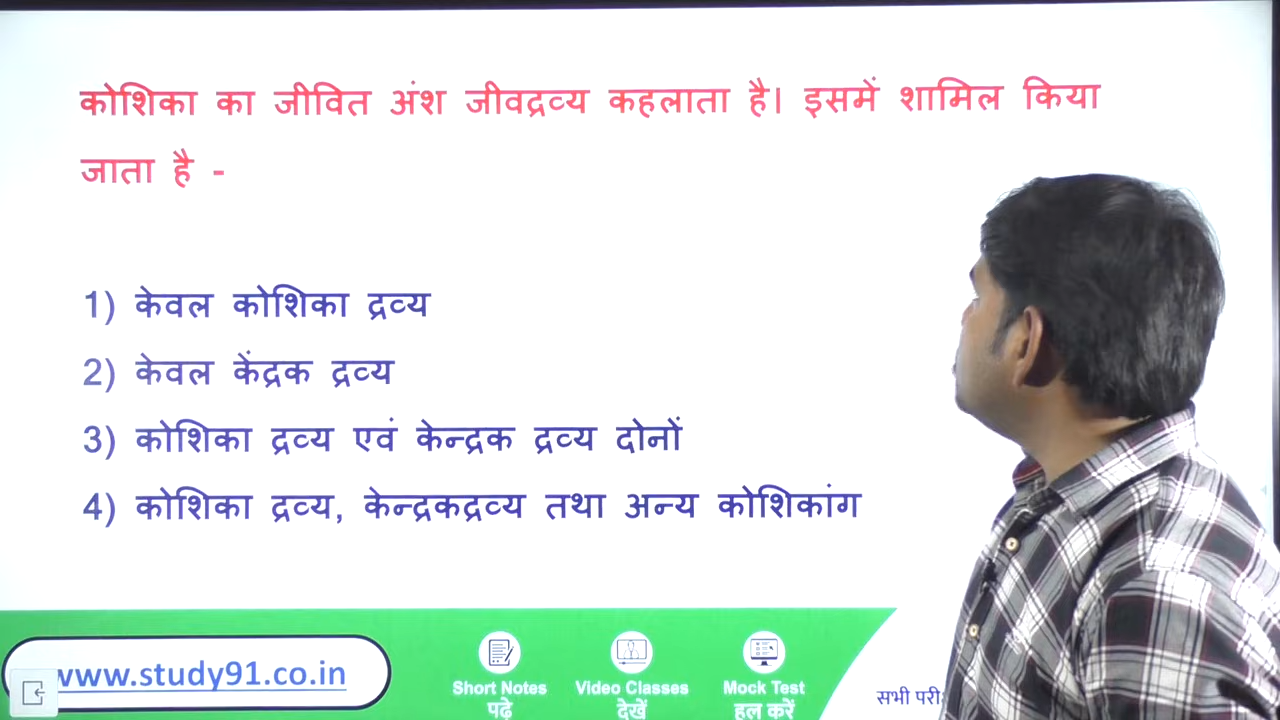 कोशिका का जीवित अंश जीवद्रव्य कहलाता है। इसमें शामिल किया
जाता है -
1) केवल कोशिका द्रव्य
2) केवल केंद्रक द्रव्य
3) कोशिका द्रव्य एवं केन्द्रक द्रव्य दोनों
4) कोशिका द्रव्य, केन्द्रकद्रव्य तथा अन्य कोशिकांग
www.study91.co.in
Short Notes
पढ़े
Video Classes
देखें
Mock Test
हल करें
सभी